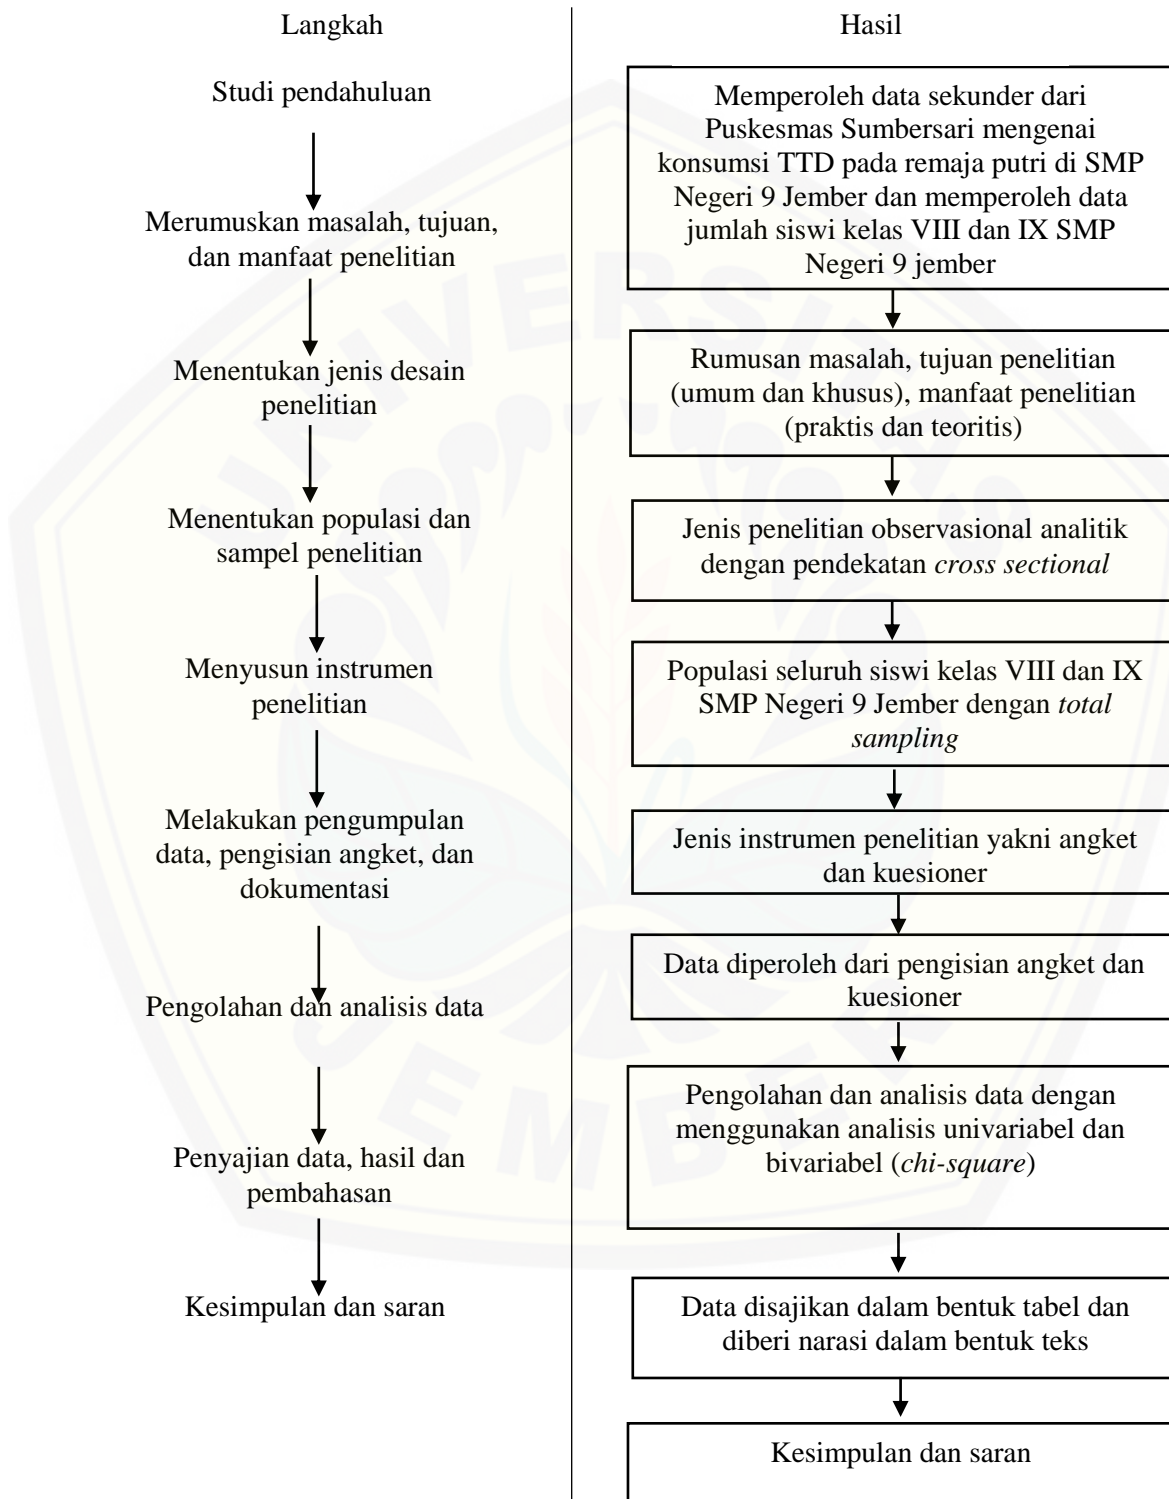 Langkah
Studi pendahuluan
Merumuskan masalah, tujuan,
dan manfaat penelitian
Menentukan jenis desain
penelitian
Menentukan populasi dan
sampel penelitian
Menyusun instrumen
penelitian
Melakukan pengumpulan
data, pengisian angket, dan
dokumentasi
Pengolahan dan analisis data
Penyajian data, hasil dan
pembahasan
Kesimpulan dan saran
Hasil
Memperoleh data sekunder dari
Puskesmas Sumbersari mengenai
konsumsi TTD pada remaja putri di SMP
Negeri 9 Jember dan memperoleh data
jumlah siswi kelas VIII dan IX SMP
Negeri 9 jember
Rumusan masalah, tujuan penelitian
(umum dan khusus), manfaat penelitian
(praktis dan teoritis)
Jenis penelitian observasional analitik
dengan pendekatan cross sectional
Populasi seluruh siswi kelas VIII dan IX
SMP Negeri 9 Jember dengan total
sampling
Jenis instrumen penelitian yakni angket
dan kuesioner
Data diperoleh dari pengisian angket dan
kuesioner
Pengolahan dan analisis data dengan
menggunakan analisis univariabel dan
bivariabel (chi-square)
Data disajikan dalam bentuk tabel dan
diberi narasi dalam bentuk teks
Kesimpulan dan saran
UNIVERSITAS
JEMBER